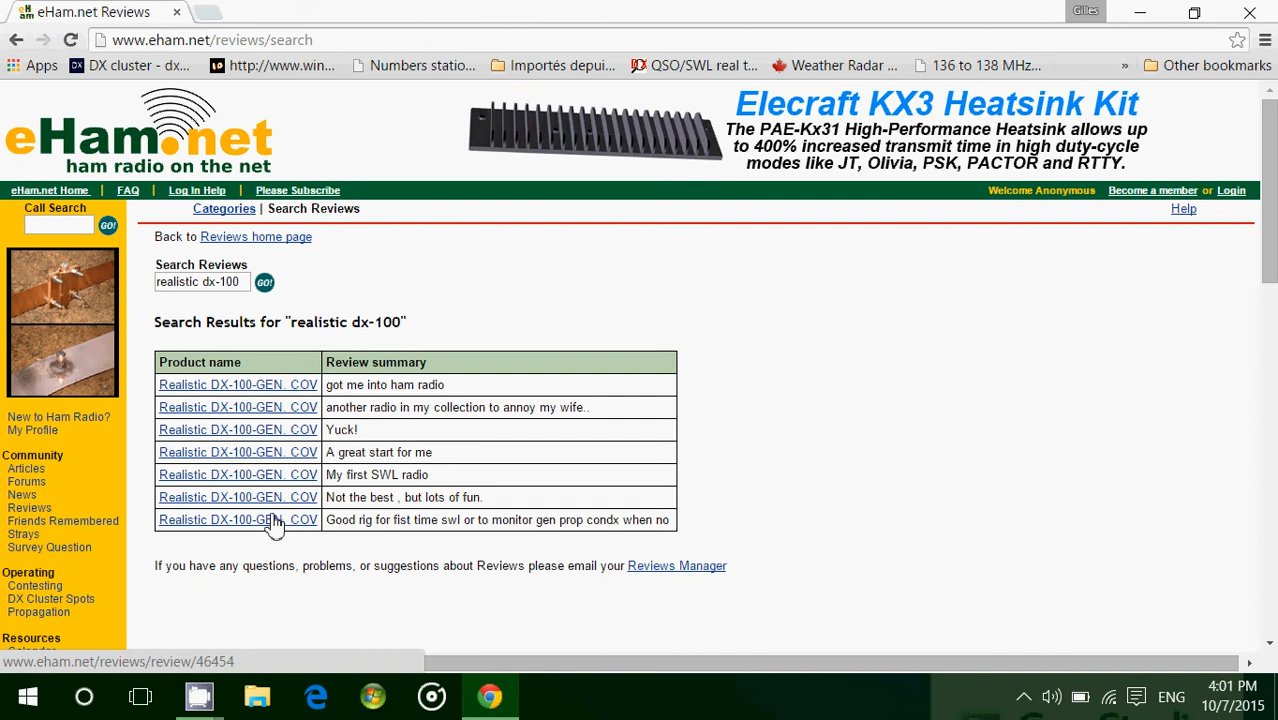 eHam.net Reviews
Gilles
www.eham.net/reviews/search
Apps DX cluster - dx... http://www.win... Numbers statio... Importés depui... QSO/SWL real t... Weather Radar ... 136 to 138 MHz... » Other bookmarks
eHam.net
ham radio on the net
Elecraft KX3 Heatsink Kit
The PAE-Kx31 High-Performance Heatsink allows up
to 400% increased transmit time in high duty-cycle
modes like JT, Olivia, PSK, PACTOR and RTTY.
eHam.net Home | FAQ | Log In Help | Please Subscribe Welcome Anonymous Become a member or Login
Call Search
GO!
Categories | Search Reviews Help
Back to Reviews home page
Search Reviews
realistic dx-100 GO!
Search Results for "realistic dx-100"
Product name Review summary
Realistic DX-100-GEN. COV got me into ham radio
Realistic DX-100-GEN. COV another radio in my collection to annoy my wife..
Realistic DX-100-GEN. COV Yuck!
Realistic DX-100-GEN. COV A great start for me
Realistic DX-100-GEN. COV My first SWL radio
Realistic DX-100-GEN. COV Not the best , but lots of fun.
Realistic DX-100-GEN. COV Good rig for fist time swl or to monitor gen prop condx when no
If you have any questions, problems, or suggestions about Reviews please email your Reviews Manager
New to Ham Radio?
My Profile
Community
Articles
Forums
News
Reviews
Friends Remembered
Strays
Survey Question
Operating
Contesting
DX Cluster Spots
Propagation
Resources
www.eham.net/reviews/review/46454
ENG
4:01 PM
10/7/2015